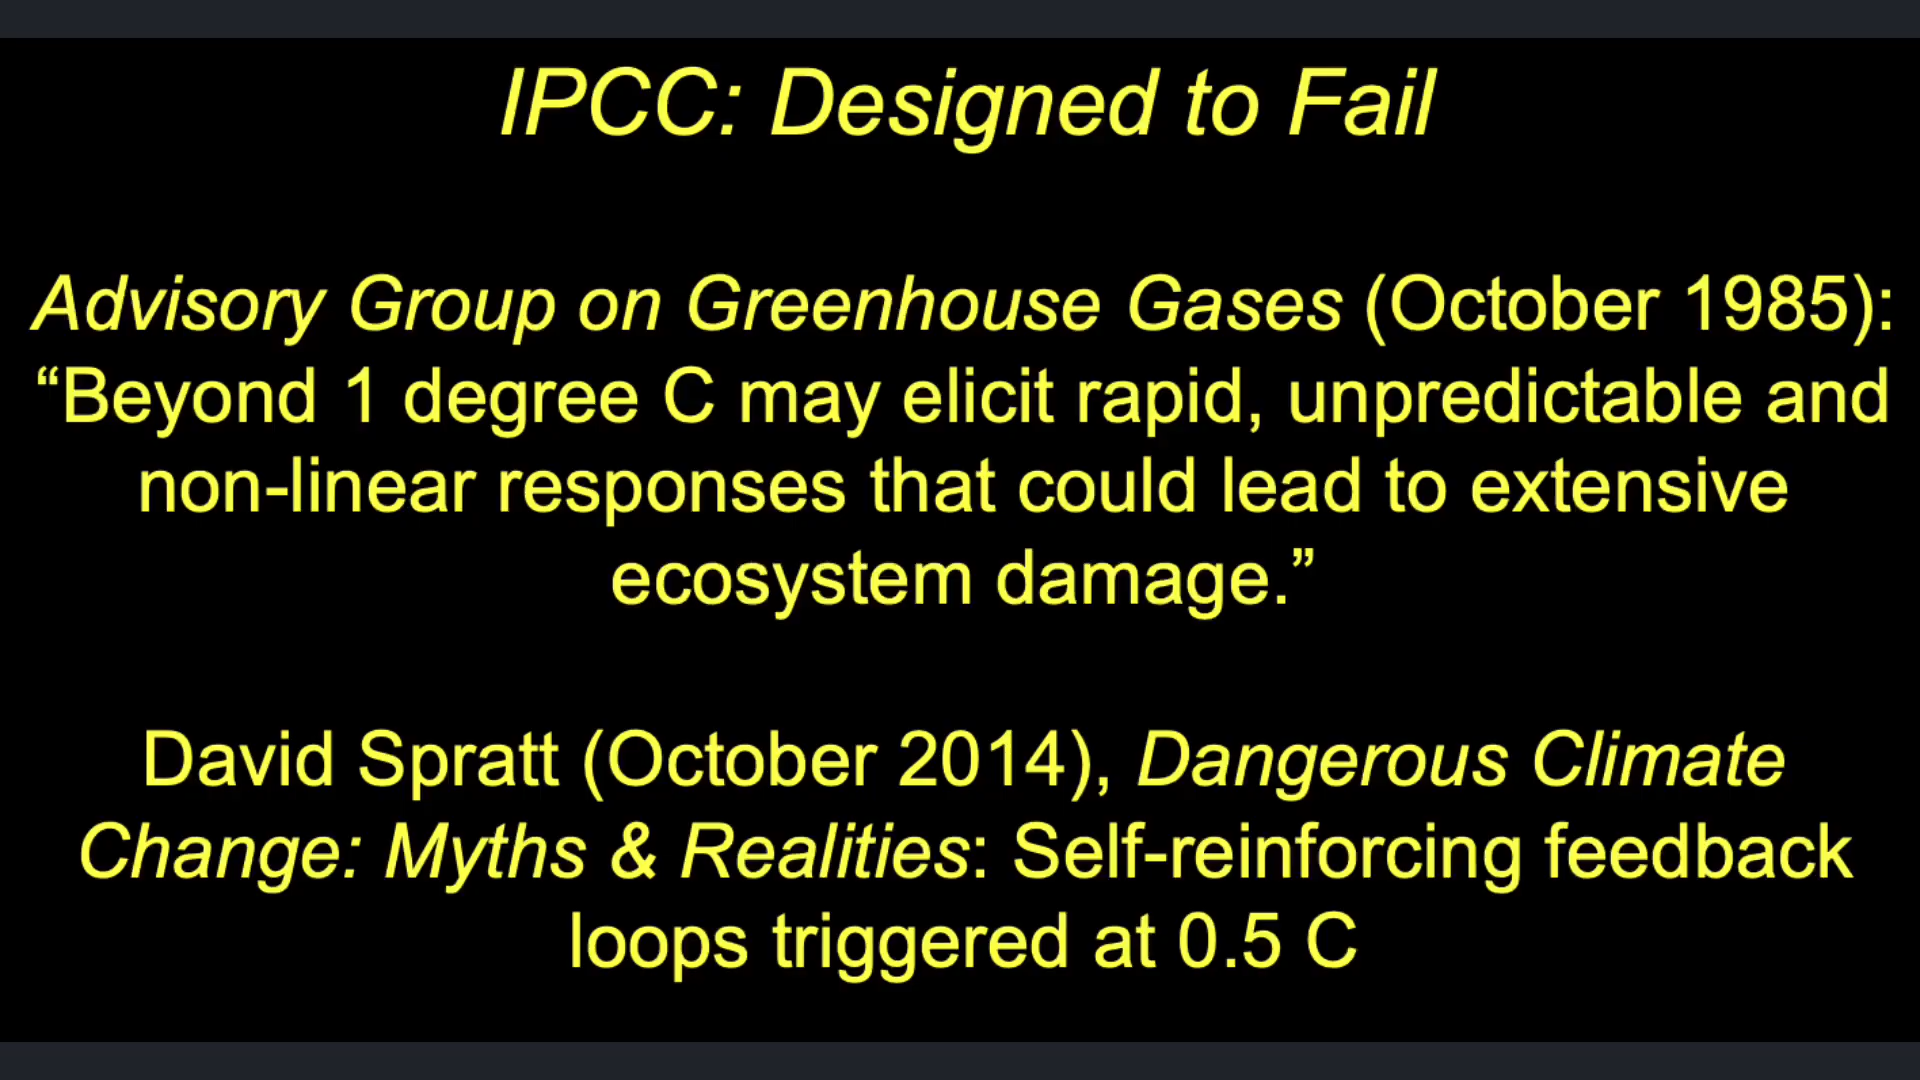 IPCC: Designed to Fail
Advisory Group on Greenhouse Gases (October 1985):
“Beyond 1 degree C may elicit rapid, unpredictable and
non-linear responses that could lead to extensive
ecosystem damage.”
David Spratt (October 2014), Dangerous Climate
Change: Myths & Realities: Self-reinforcing feedback
loops triggered at 0.5 C